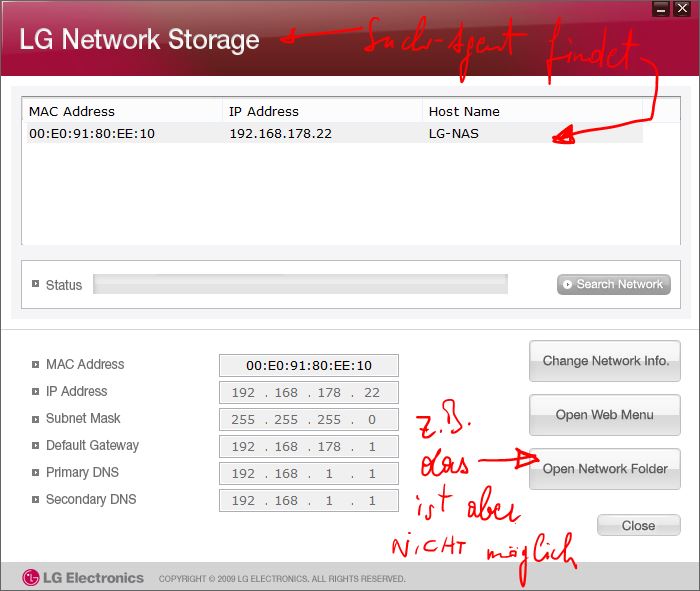 LG Network Storage ← Such-Agent findet
MAC Address IP Address Host Name
00:E0:91:80:EE:10 192.168.178.22 LG-NAS
Status Search Network
MAC Address 00:E0:91:80:EE:10
IP Address 192 . 168 . 178 . 22
Subnet Mask 255 . 255 . 255 . 0
Default Gateway 192 . 168 . 178 . 1
Primary DNS 192 . 168 . 1 . 1
Secondary DNS 192 . 168 . 1 . 1
Change Network Info.
Open Web Menu
Open Network Folder
Close
z.B.
das →
ist aber
NICHT möglich
LG Electronics COPYRIGHT © 2009 LG ELECTRONICS. ALL RIGHTS RESERVED.